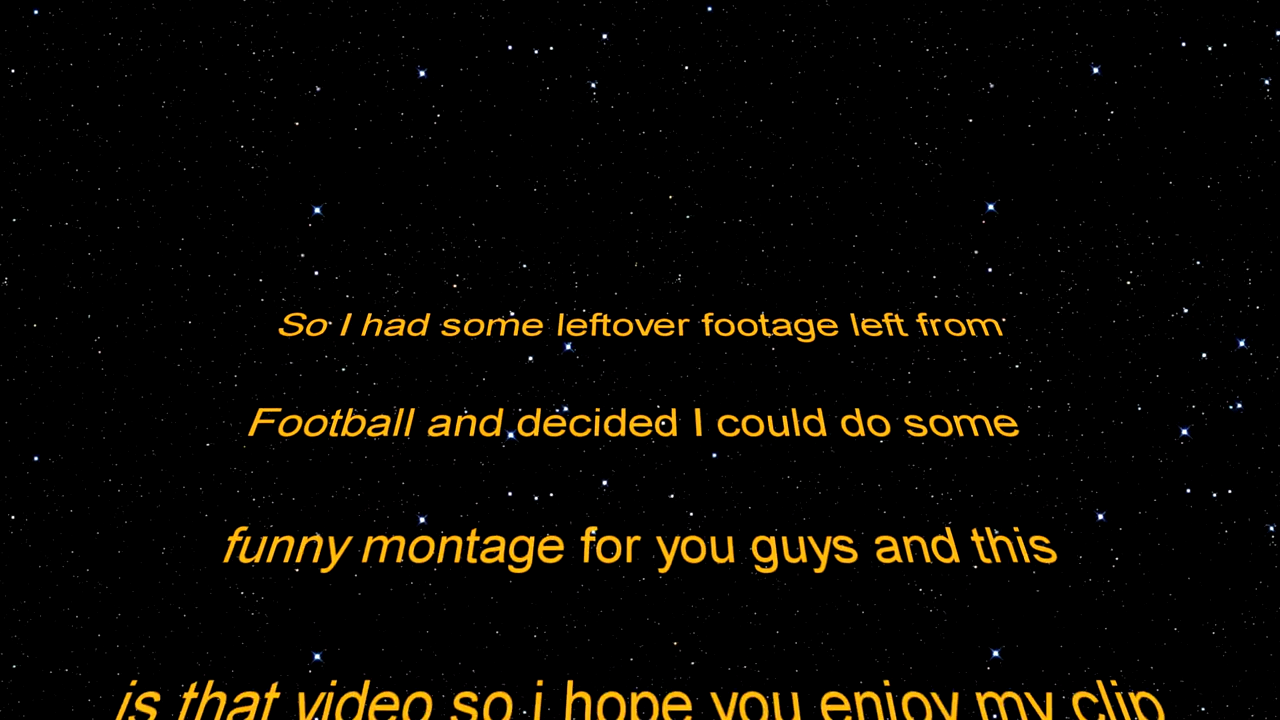 So I had some leftover footage left from
Football and decided I could do some
funny montage for you guys and this
is that video so i hope you enjoy my clip